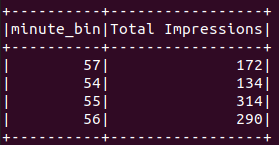 +----------+-----------------+
|minute_bin|Total Impressions|
+----------+-----------------+
|        57|              172|
|        54|              134|
|        55|              314|
|        56|              290|
+----------+-----------------+